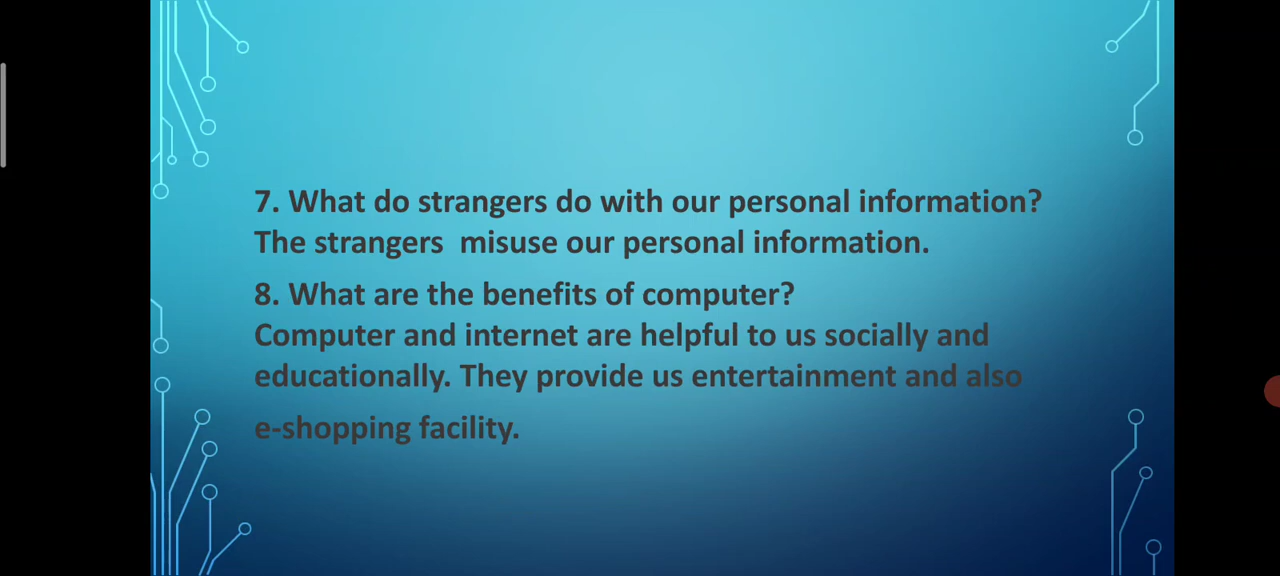 7. What do strangers do with our personal information?
The strangers  misuse our personal information.
8. What are the benefits of computer?
Computer and internet are helpful to us socially and
educationally. They provide us entertainment and also
e-shopping facility.